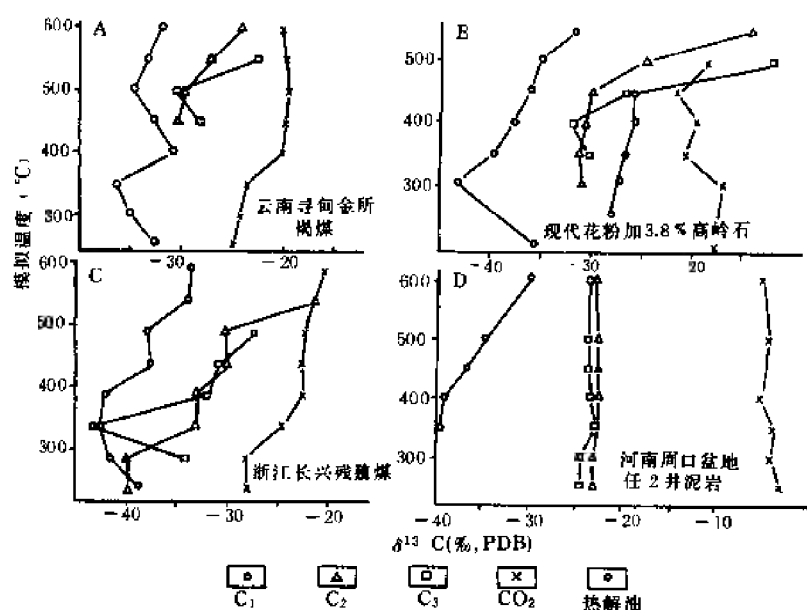 A
600
500
400
300
-30
-20
云南寻甸金所
褐煤
E
500
400
300
-40
-30
-20
现代花粉加3.8%高岭石
模拟温度(℃)
C
600
500
400
300
-40
-30
-20
浙江长兴残殖煤
D
600
500
400
300
-40
-30
-20
-10
河南周口盆地
任2井泥岩
δ¹³C(‰,PDB)
C₁
C₂
C₃
CO₂
热解油